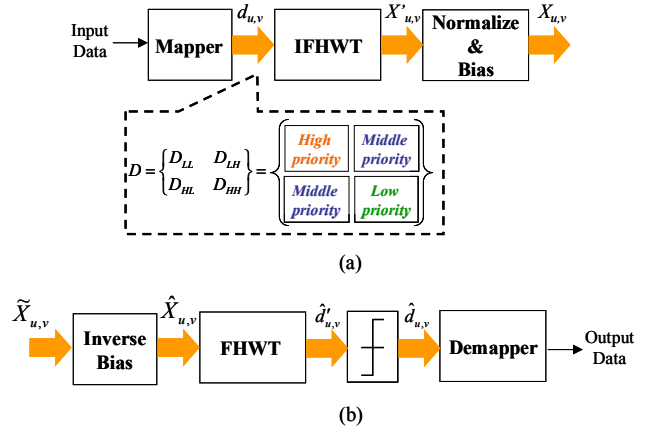 Input
Data
Mapper
d_{u,v}
IFHWT
X'_{u,v}
Normalize
&
Bias
X_{u,v}
D = { D_{LL} D_{LH} } = { High priority Middle priority }
{ D_{HL} D_{HH} } { Middle priority Low priority }
(a)
X̃_{u,v}
Inverse
Bias
X̂_{u,v}
FHWT
d̂'_{u,v}
d̂_{u,v}
Demapper
Output
Data
(b)